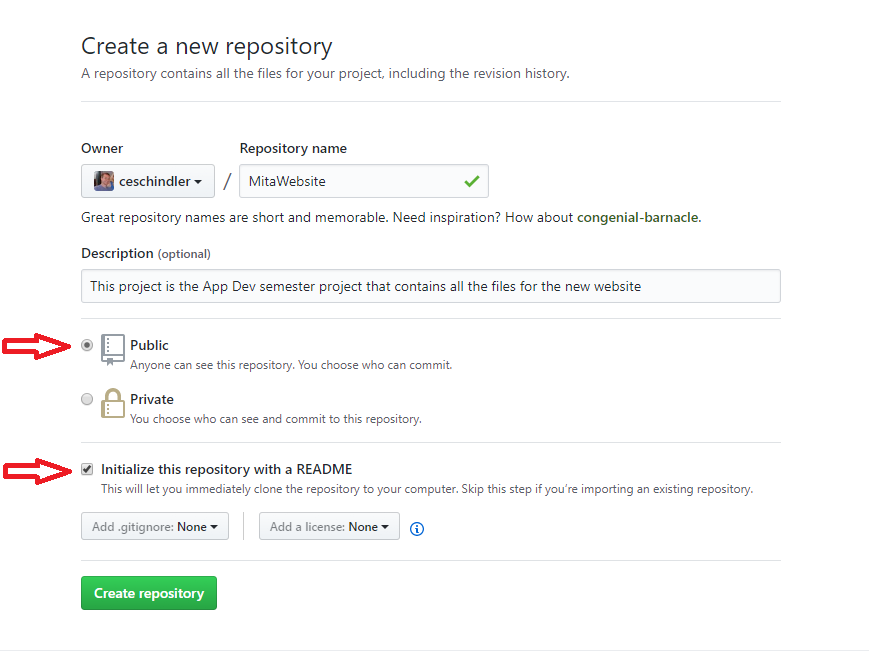 Create a new repository
A repository contains all the files for your project, including the revision history.
Owner
Repository name
ceschindler
/
MitaWebsite
Great repository names are short and memorable. Need inspiration? How about congenial-barnacle.
Description (optional)
This project is the App Dev semester project that contains all the files for the new website
Public
Anyone can see this repository. You choose who can commit.
Private
You choose who can see and commit to this repository.
Initialize this repository with a README
This will let you immediately clone the repository to your computer. Skip this step if you’re importing an existing repository.
Add .gitignore: None
Add a license: None
Create repository